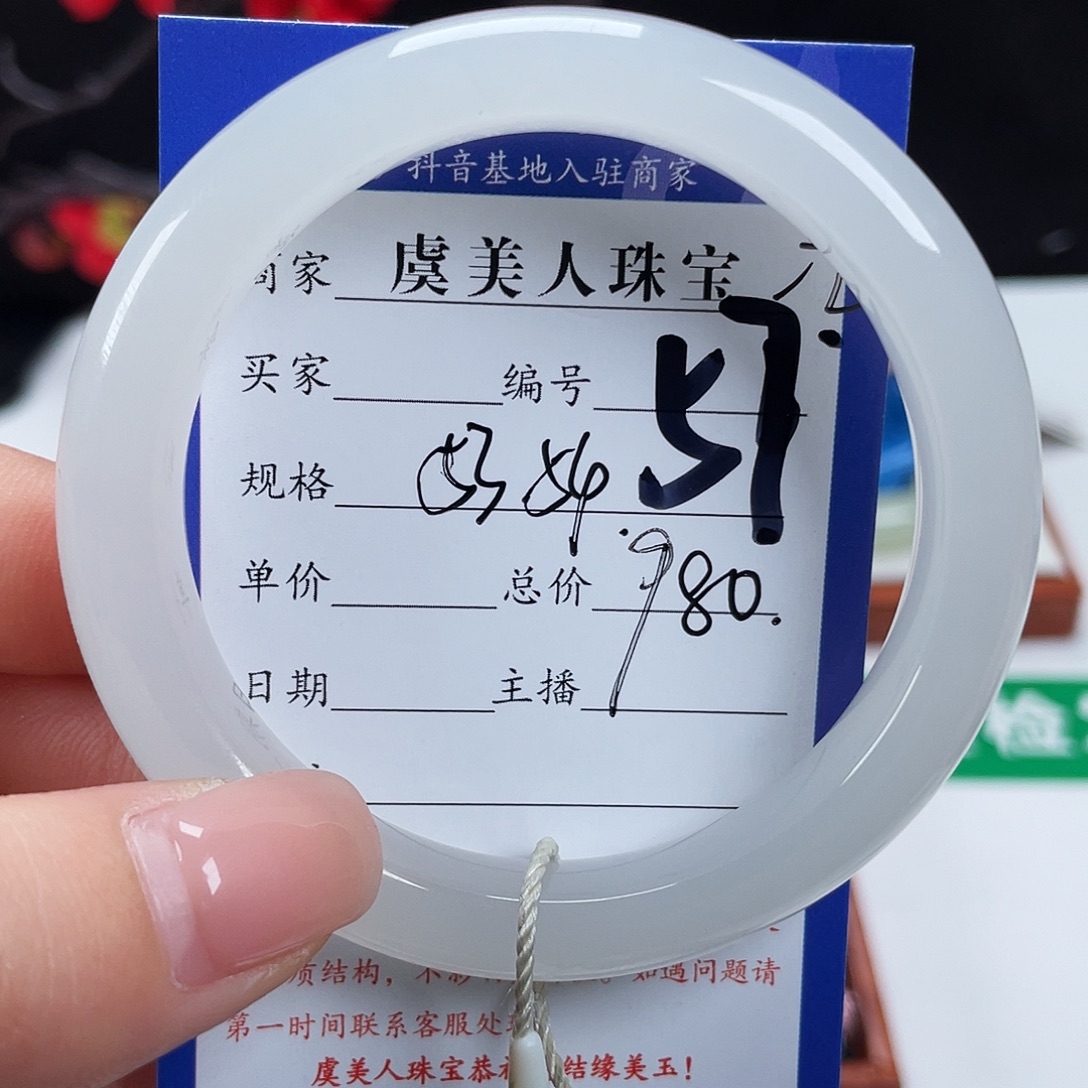 抖音基地入驻商家
商家 虞美人珠宝
买家 编号 57
规格
单价 总价 980.
日期 主播
质结构，不影 如遇问题请
第一时间联系客服处
虞美人珠宝恭 结缘美玉！
检